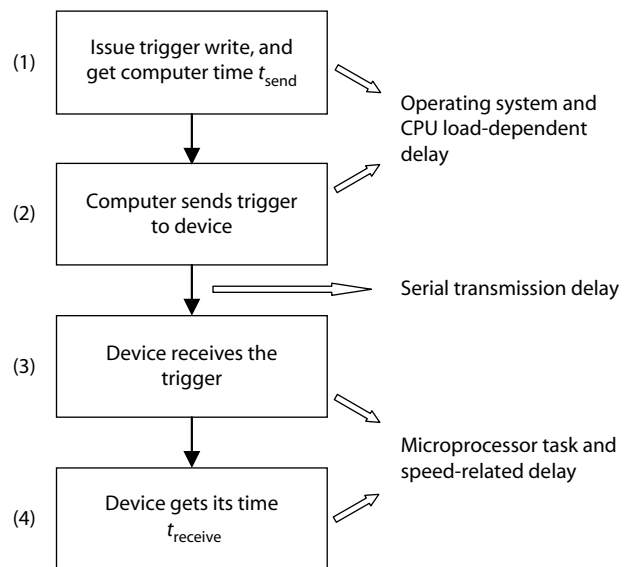 (1)
Issue trigger write, and
get computer time t_send
Operating system and
CPU load-dependent
delay
(2)
Computer sends trigger
to device
Serial transmission delay
(3)
Device receives the
trigger
Microprocessor task and
speed-related delay
(4)
Device gets its time
t_receive